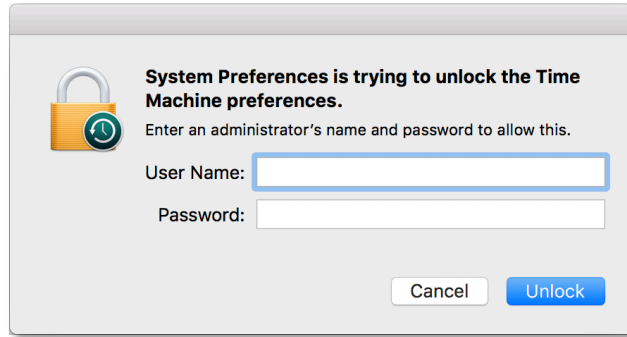 System Preferences is trying to unlock the Time
Machine preferences.
Enter an administrator’s name and password to allow this.
User Name:
Password:
Cancel Unlock